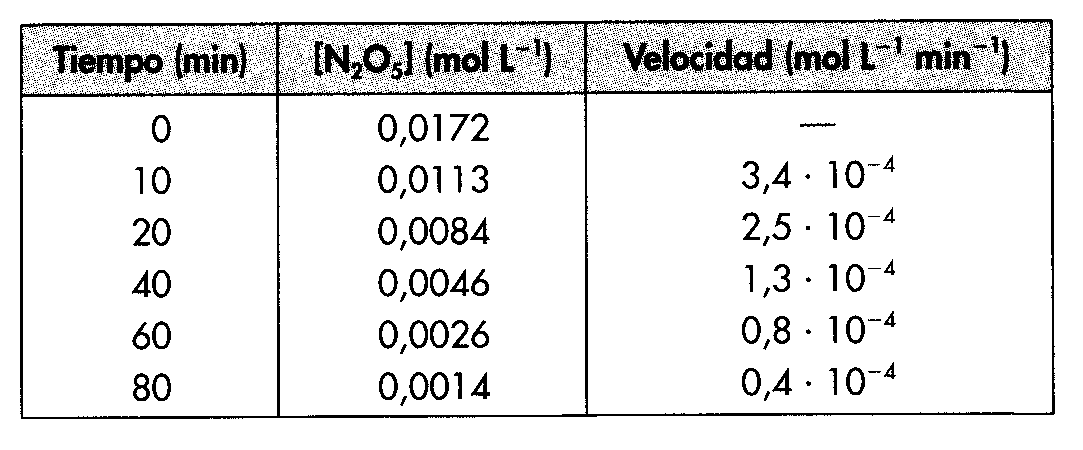 Tiempo (min) [N₂O₅] (mol L⁻¹) Velocidad (mol L⁻¹ min⁻¹)
0 0,0172 —
10 0,0113 3,4 · 10⁻⁴
20 0,0084 2,5 · 10⁻⁴
40 0,0046 1,3 · 10⁻⁴
60 0,0026 0,8 · 10⁻⁴
80 0,0014 0,4 · 10⁻⁴